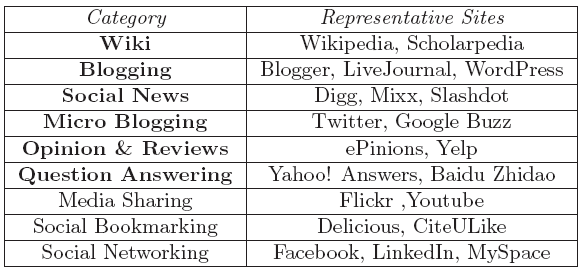 Category Representative Sites
Wiki Wikipedia, Scholarpedia
Blogging Blogger, LiveJournal, WordPress
Social News Digg, Mixx, Slashdot
Micro Blogging Twitter, Google Buzz
Opinion & Reviews ePinions, Yelp
Question Answering Yahoo! Answers, Baidu Zhidao
Media Sharing Flickr ,Youtube
Social Bookmarking Delicious, CiteULike
Social Networking Facebook, LinkedIn, MySpace